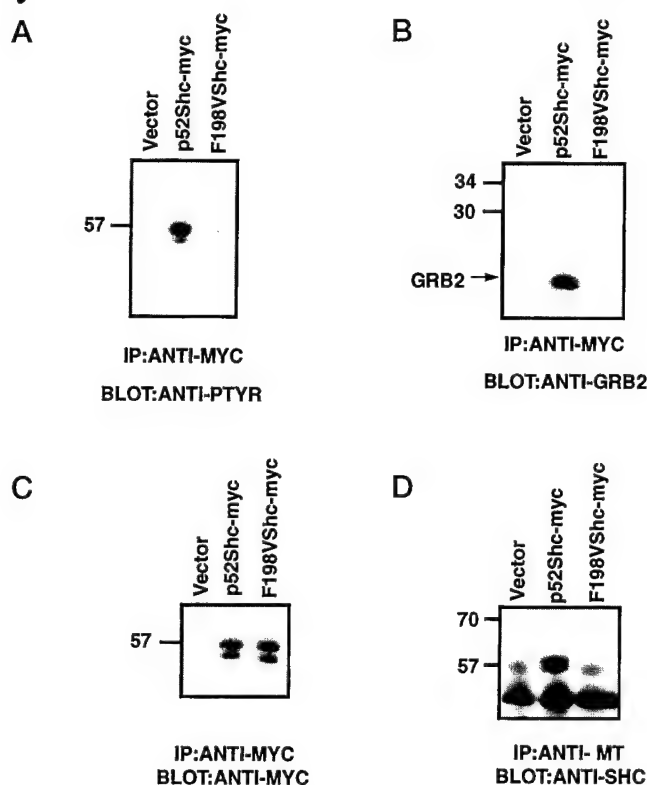 A
Vector
p52Shc-myc
F198VShc-myc
57
IP:ANTI-MYC
BLOT:ANTI-PTYR
B
Vector
p52Shc-myc
F198VShc-myc
34
30
GRB2
IP:ANTI-MYC
BLOT:ANTI-GRB2
C
Vector
p52Shc-myc
F198VShc-myc
57
IP:ANTI-MYC
BLOT:ANTI-MYC
D
Vector
p52Shc-myc
F198VShc-myc
70
57
IP:ANTI- MT
BLOT:ANTI-SHC